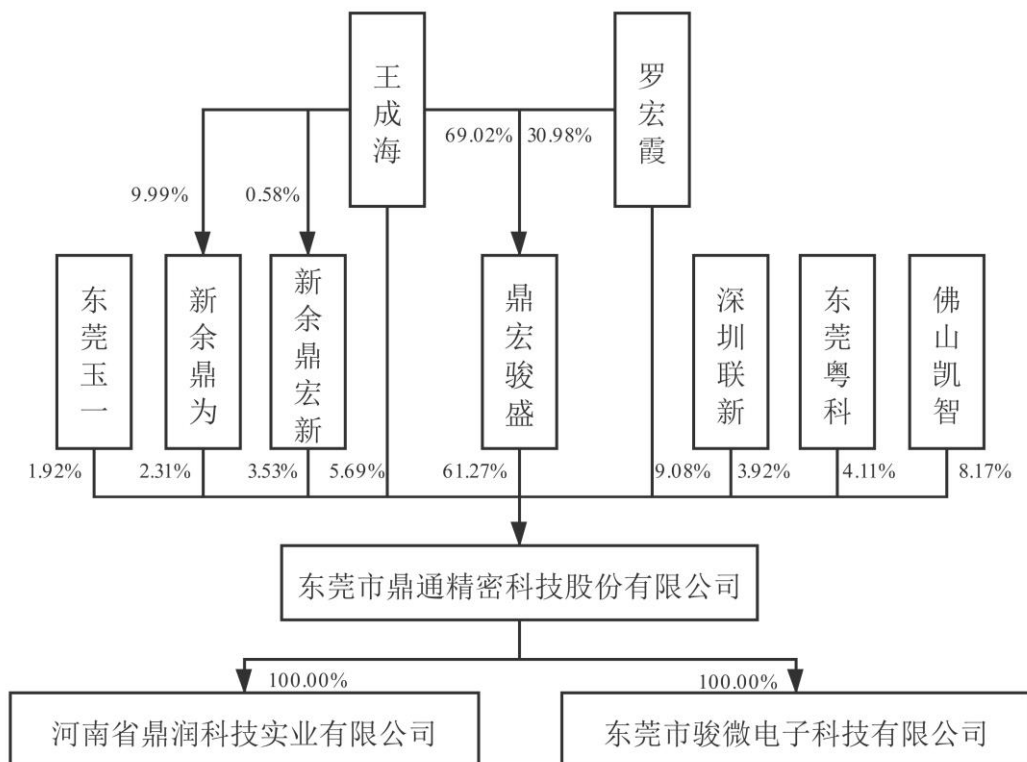 王成海
罗宏霞
69.02%
30.98%
9.99%
0.58%
东莞玉一
新余鼎为
新余鼎宏新
鼎宏骏盛
深圳联新
东莞粤科
佛山凯智
1.92%
2.31%
3.53%
5.69%
61.27%
9.08%
3.92%
4.11%
8.17%
东莞市鼎通精密科技股份有限公司
100.00%
100.00%
河南省鼎润科技实业有限公司
东莞市骏微电子科技有限公司